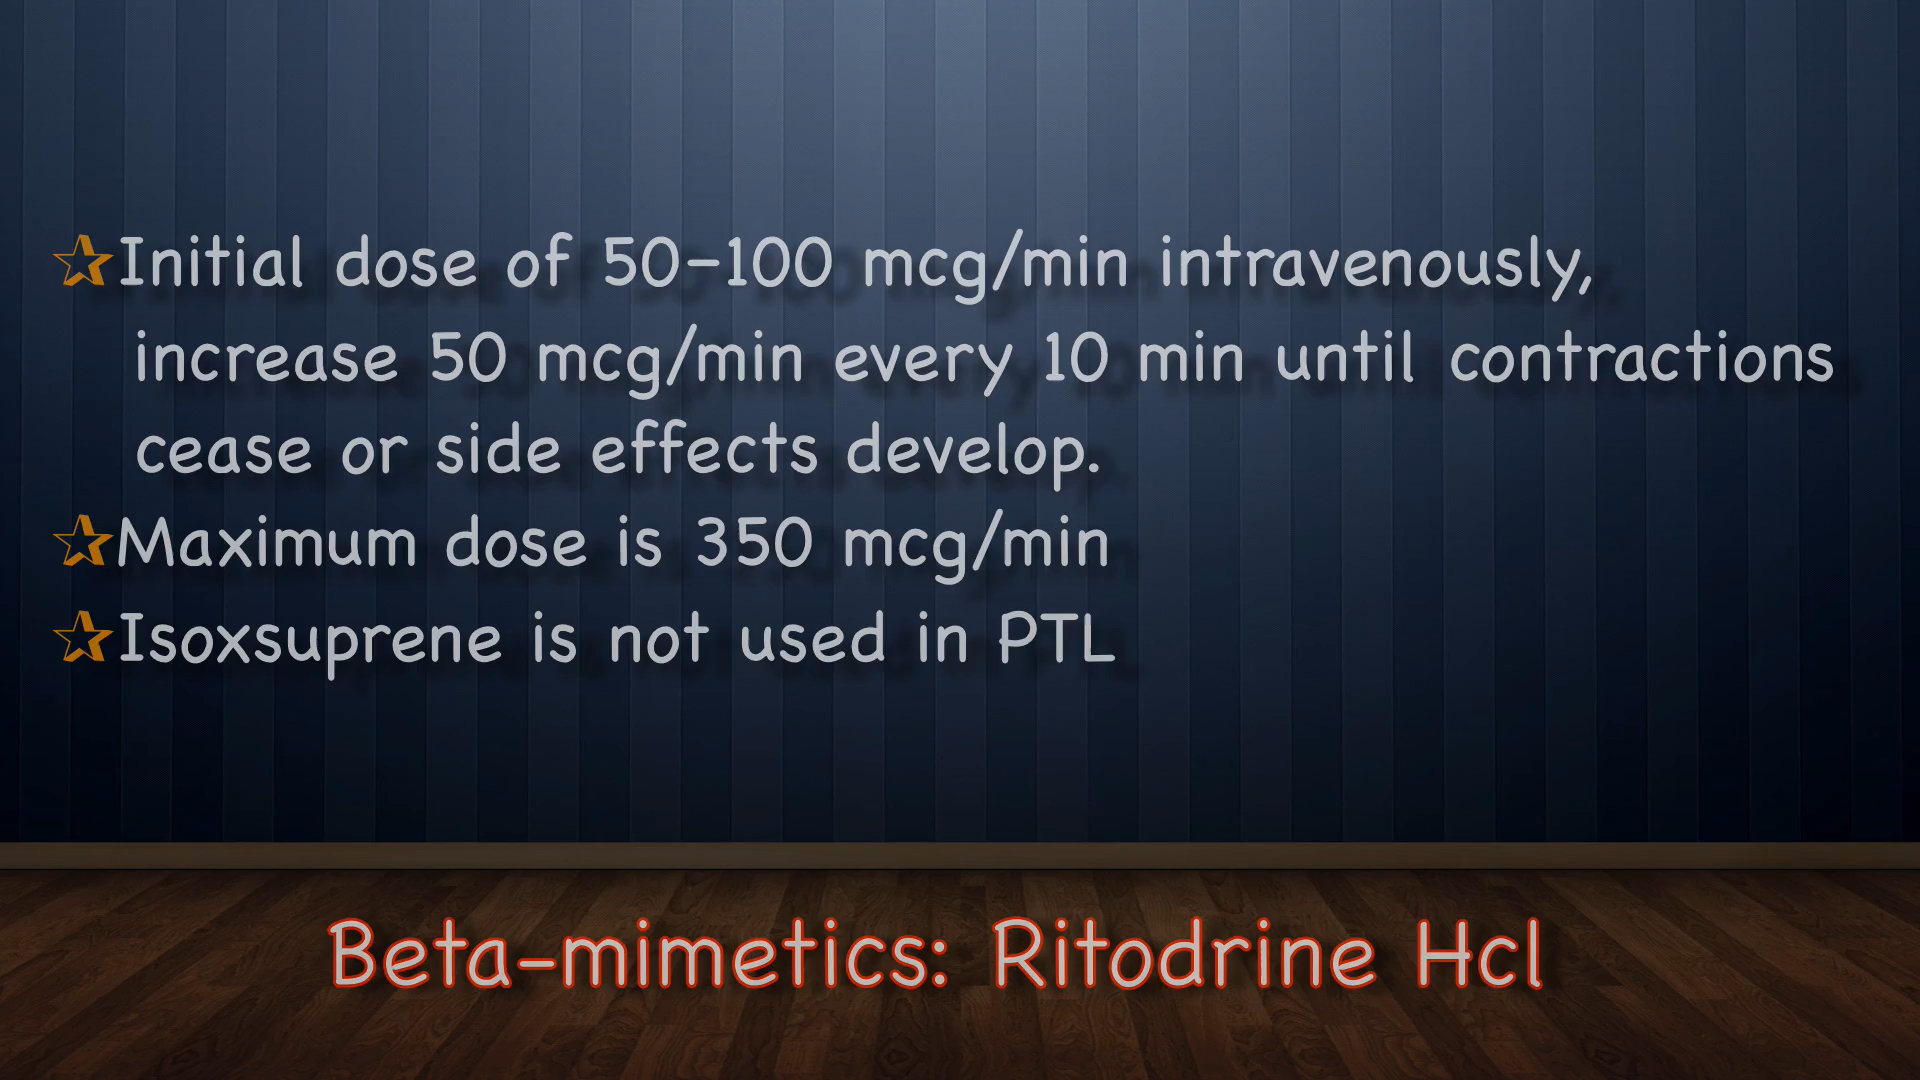 ☆Initial dose of 50-100 mcg/min intravenously,
increase 50 mcg/min every 10 min until contractions
cease or side effects develop.
☆Maximum dose is 350 mcg/min
☆Isoxsuprene is not used in PTL
Beta-mimetics: Ritodrine Hcl